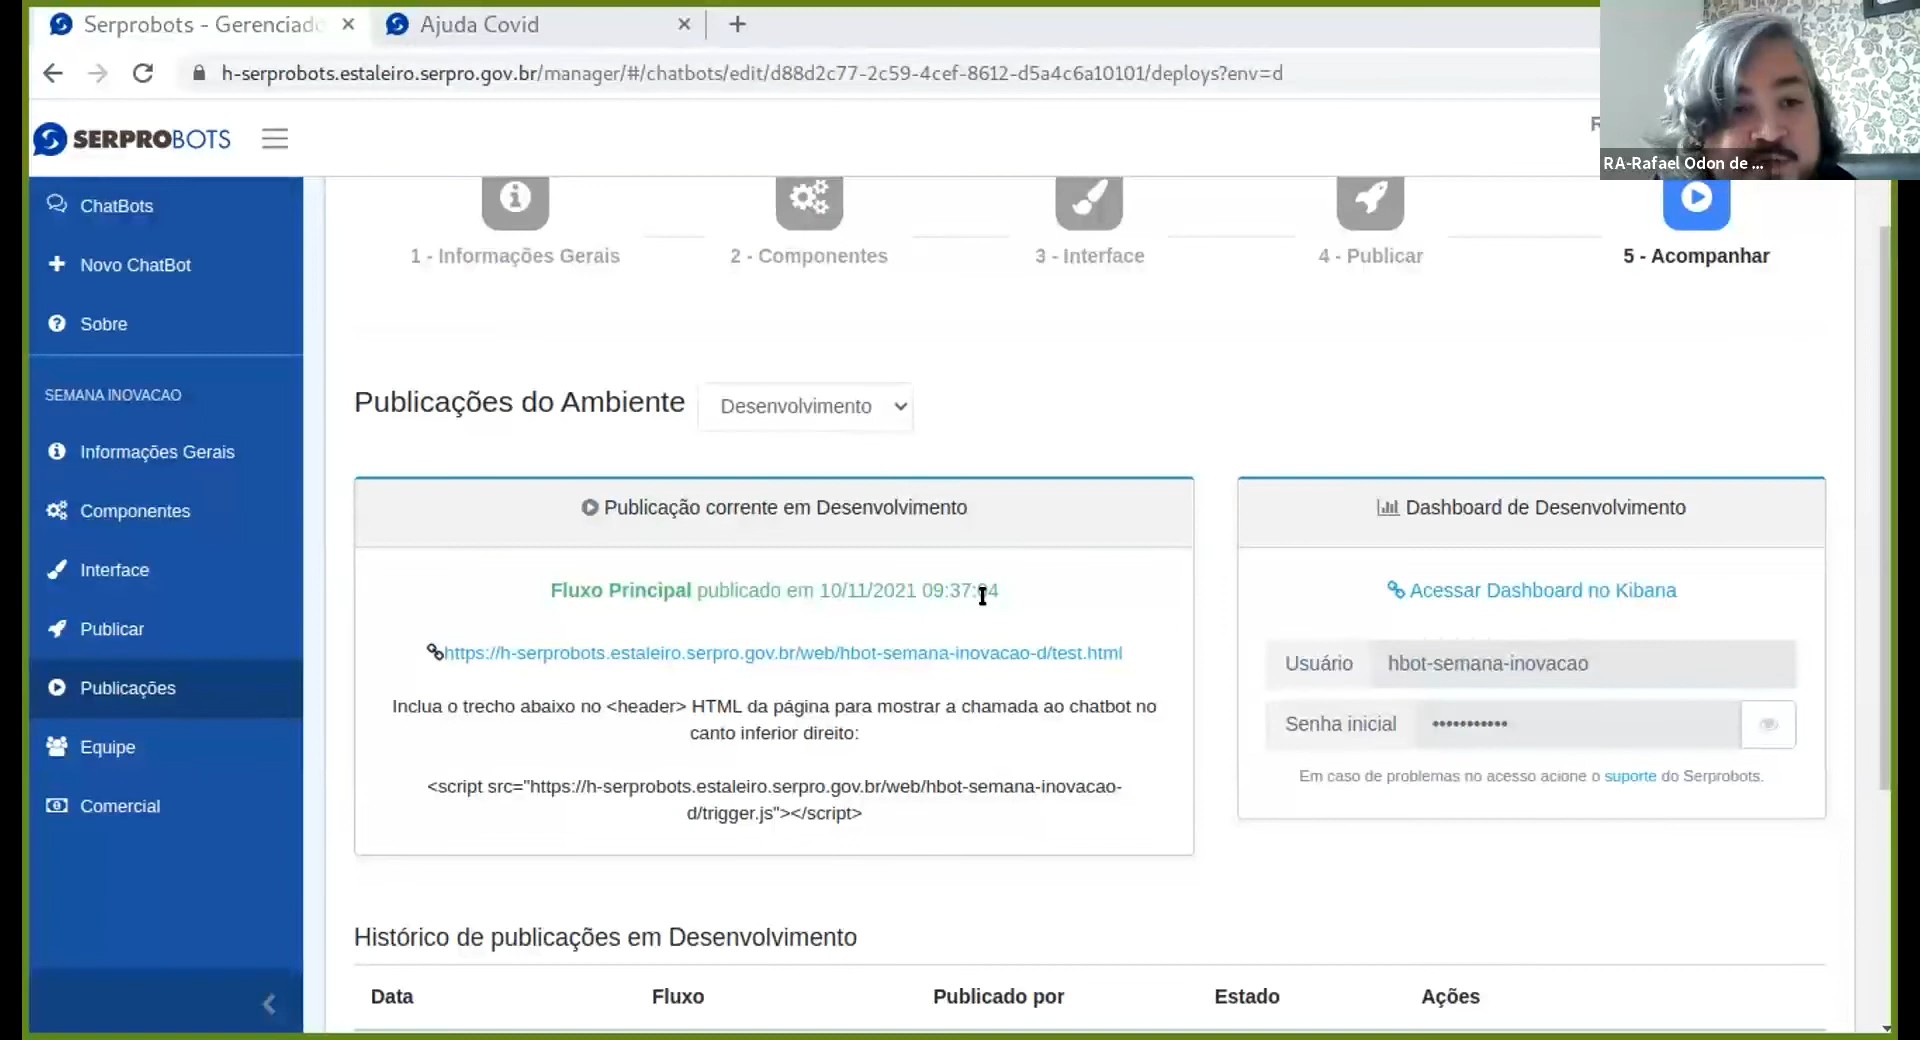 Serprobots - Gerenciado
Ajuda Covid
h-serprobots.estaleiro.serpro.gov.br/manager/#/chatbots/edit/d88d2c77-2c59-4cef-8612-d5a4c6a10101/deploys?env=d
SERPROBOTS
R
RA-Rafael Odon de ...
ChatBots
Novo ChatBot
Sobre
SEMANA INOVACAO
Informações Gerais
Componentes
Interface
Publicar
Publicações
Equipe
Comercial
1 - Informações Gerais
2 - Componentes
3 - Interface
4 - Publicar
5 - Acompanhar
Publicações do Ambiente
Desenvolvimento
Publicação corrente em Desenvolvimento
Fluxo Principal publicado em 10/11/2021
https://h-serprobots.estaleiro.serpro.gov.br/web/hbot-semana-inovacao-d/test.html
Inclua o trecho abaixo no <header> HTML da página para mostrar a chamada ao chatbot no
canto inferior direito:
<script src="https://h-serprobots.estaleiro.serpro.gov.br/web/hbot-semana-inovacao-
d/trigger.js"></script>
Dashboard de Desenvolvimento
Acessar Dashboard no Kibana
Usuário
hbot-semana-inovacao
Senha inicial
•••••••••••
Em caso de problemas no acesso acione o suporte do Serprobots.
Histórico de publicações em Desenvolvimento
Data
Fluxo
Publicado por
Estado
Ações